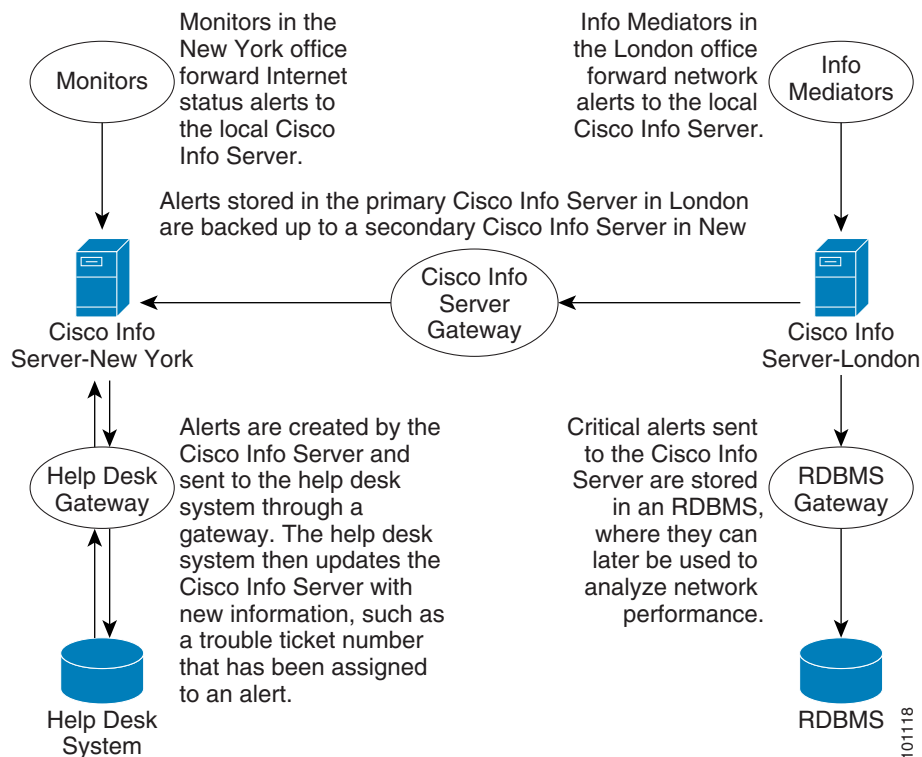 Monitors
Monitors in the
New York office
forward Internet
status alerts to
the local Cisco
Info Server.
Info Mediators in
the London office
forward network
alerts to the local
Cisco Info Server.
Info
Mediators
Alerts stored in the primary Cisco Info Server in London
are backed up to a secondary Cisco Info Server in New
Cisco Info
Server-New York
Cisco Info
Server
Gateway
Cisco Info
Server-London
Help Desk
Gateway
Alerts are created by the
Cisco Info Server and
sent to the help desk
system through a
gateway. The help desk
system then updates the
Cisco Info Server with
new information, such as
a trouble ticket number
that has been assigned
to an alert.
Critical alerts sent
to the Cisco Info
Server are stored
in an RDBMS,
where they can
later be used to
analyze network
performance.
RDBMS
Gateway
Help Desk
System
RDBMS
101118